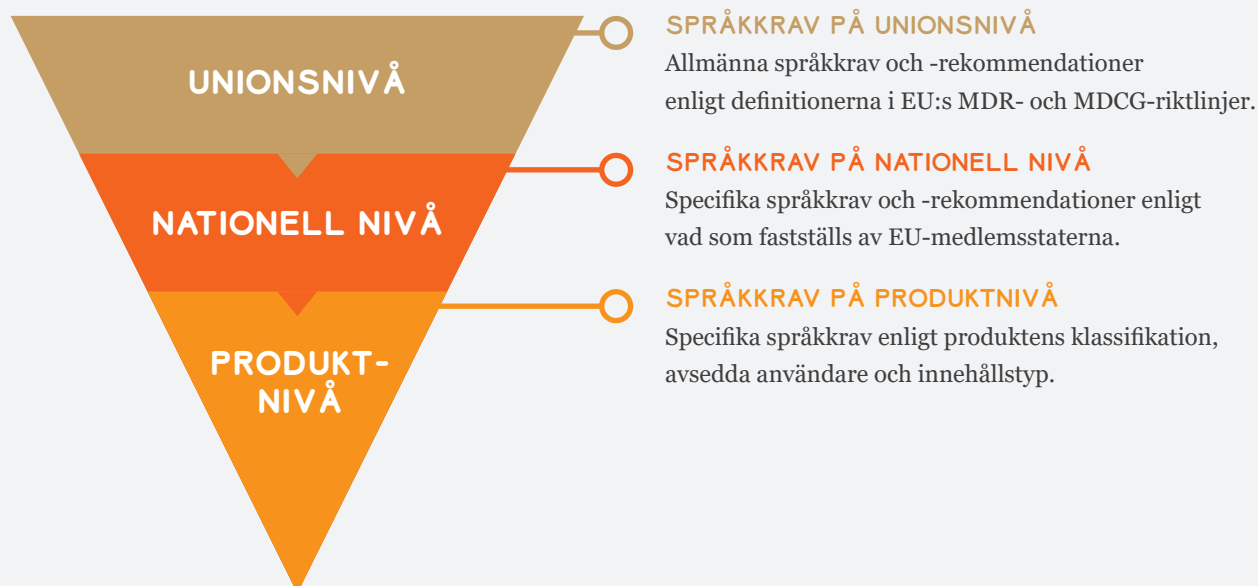 UNIONSNIVÅ
NATIONELL NIVÅ
PRODUKT-
NIVÅ
SPRÅKKRAV PÅ UNIONSNIVÅ
Allmänna språkkrav och -rekommendationer
enligt definitionerna i EU:s MDR- och MDCG-riktlinjer.
SPRÅKKRAV PÅ NATIONELL NIVÅ
Specifika språkkrav och -rekommendationer enligt
vad som fastställs av EU-medlemsstaterna.
SPRÅKKRAV PÅ PRODUKTNIVÅ
Specifika språkkrav enligt produktens klassifikation,
avsedda användare och innehållstyp.